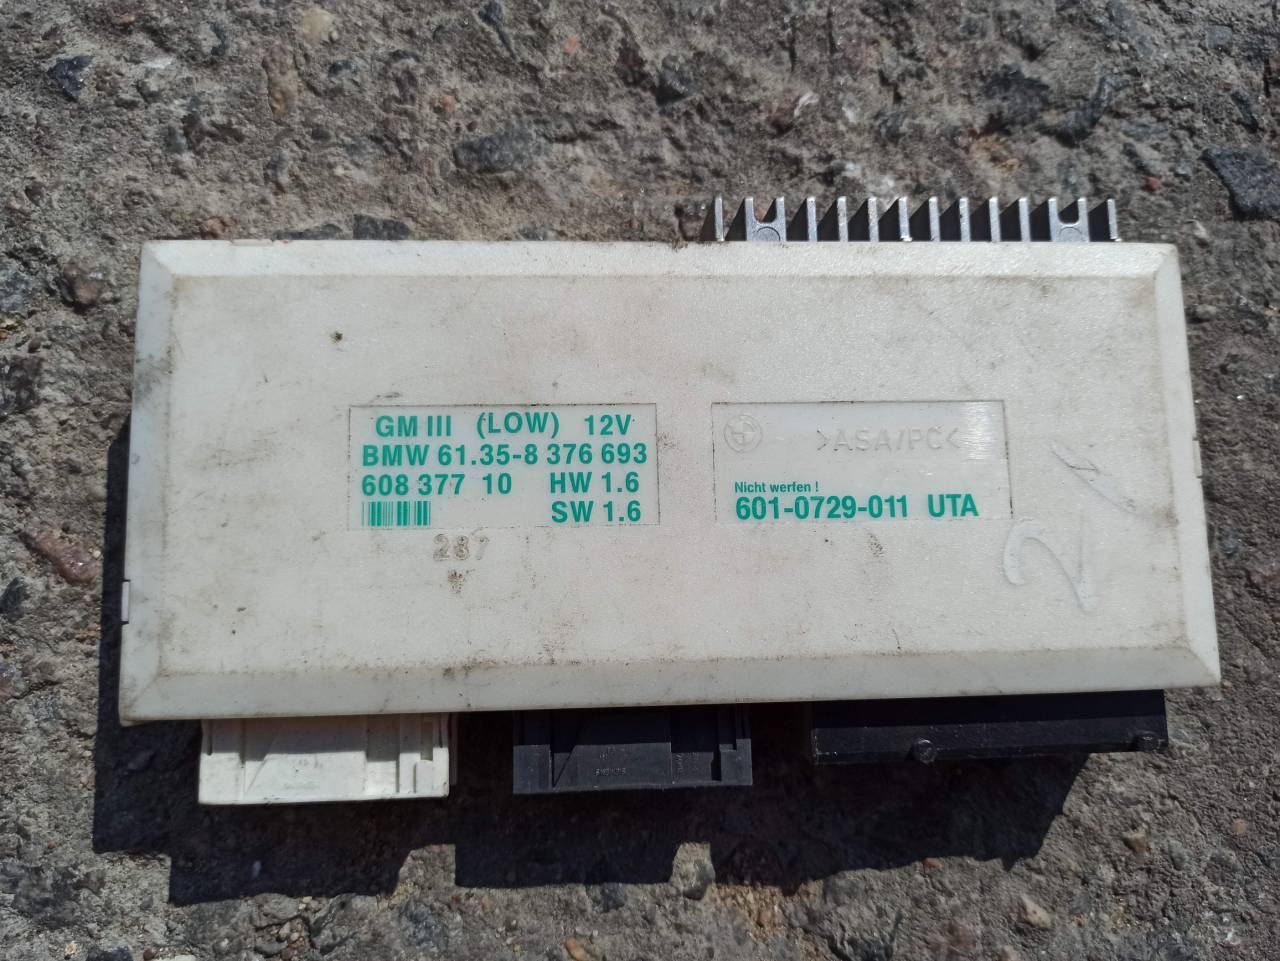 GM III (LOW) 12V
BMW 61.35-8 376 693
608 377 10 HW 1.6
SW 1.6
287
>ASA/PC<
Nicht werfen !
601-0729-011 UTA
21